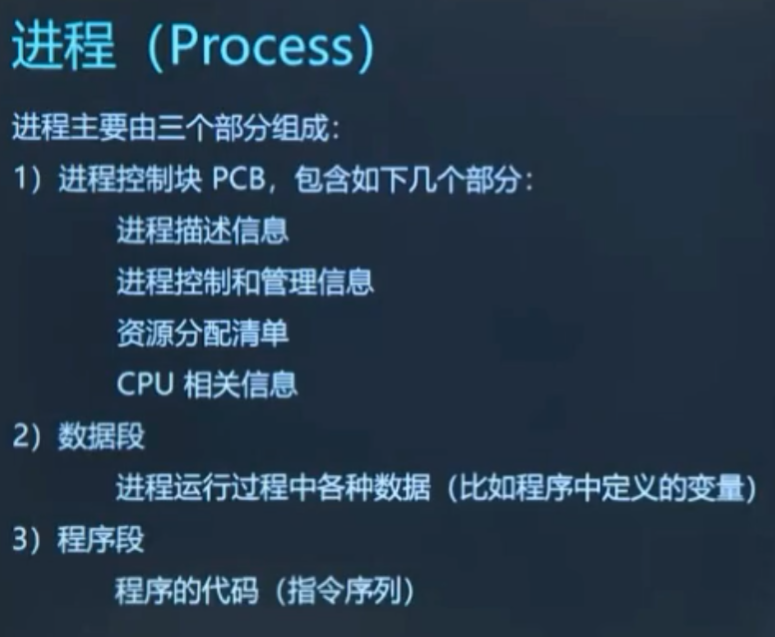 进程（Process）
进程主要由三个部分组成：
1）进程控制块 PCB，包含如下几个部分：
进程描述信息
进程控制和管理信息
资源分配清单
CPU 相关信息
2）数据段
进程运行过程中各种数据（比如程序中定义的变量）
3）程序段
程序的代码（指令序列）